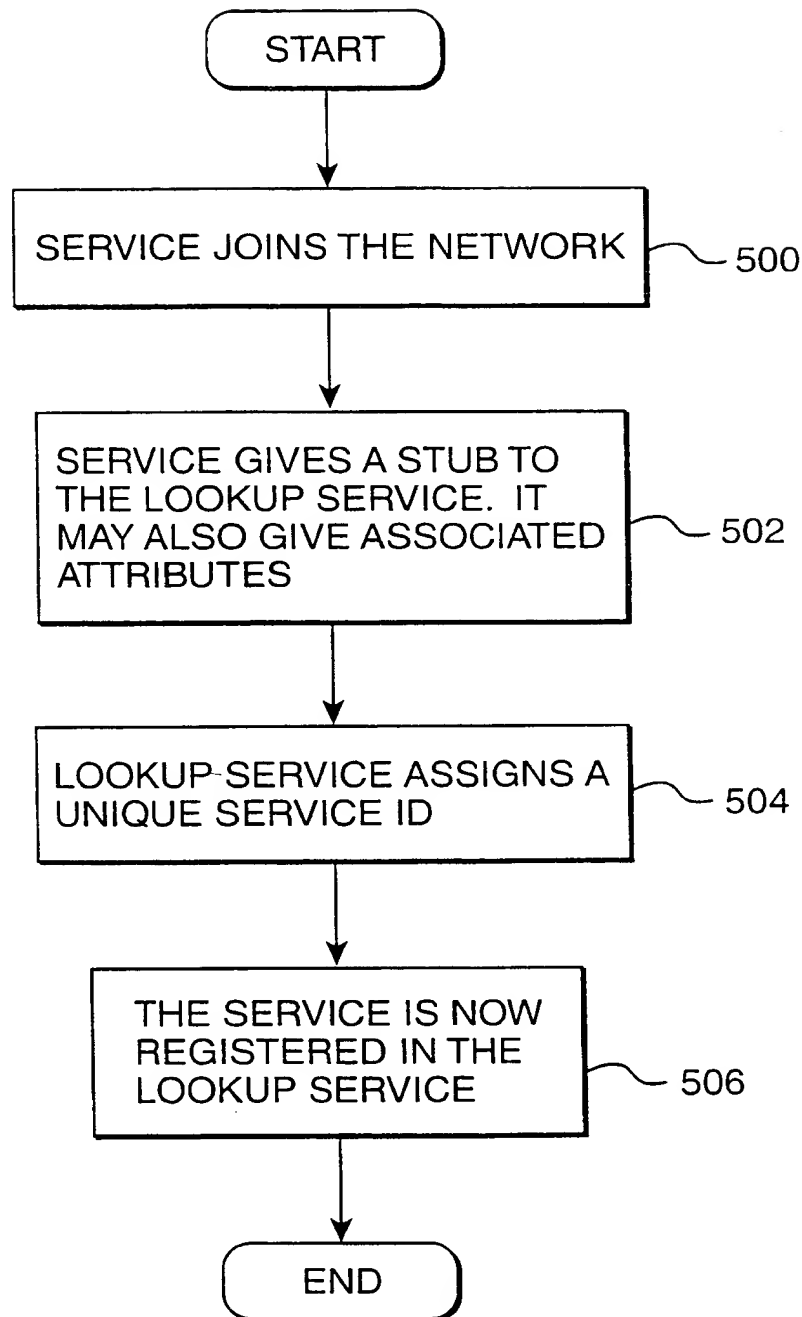 START
SERVICE JOINS THE NETWORK
500
SERVICE GIVES A STUB TO
THE LOOKUP SERVICE. IT
MAY ALSO GIVE ASSOCIATED
ATTRIBUTES
502
LOOKUP SERVICE ASSIGNS A
UNIQUE SERVICE ID
504
THE SERVICE IS NOW
REGISTERED IN THE
LOOKUP SERVICE
506
END